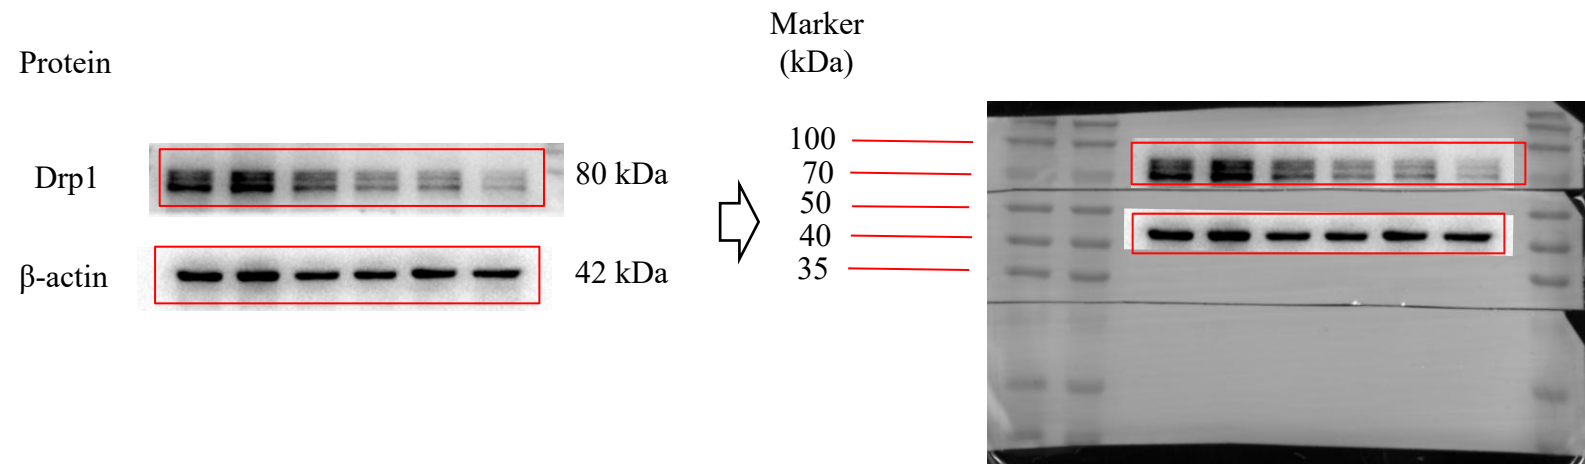 Marker
(kDa)
Protein
100
Drp1
80 kDa
70
50
40
β-actin
42 kDa
35